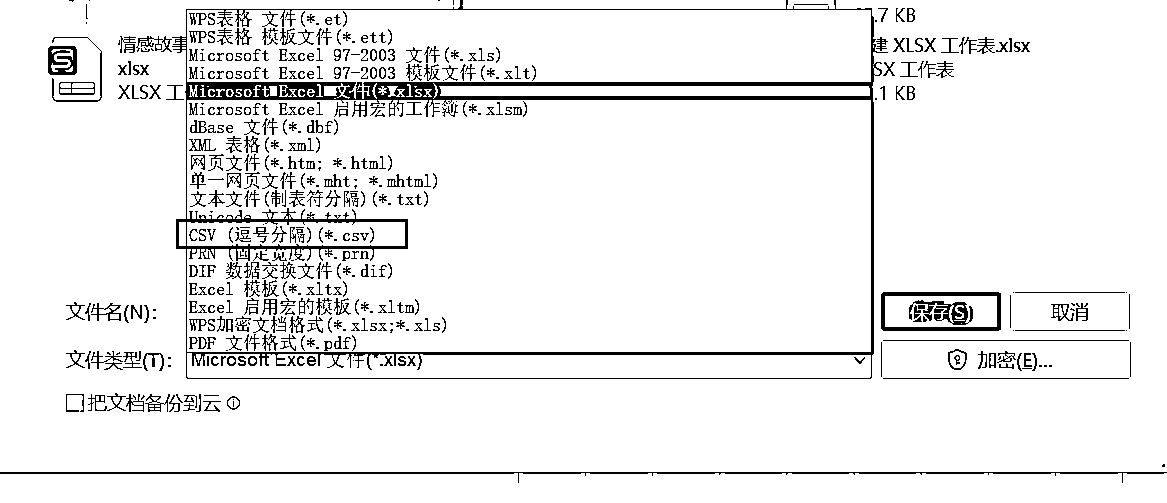 WPS表格 文件(*.et)
WPS表格 模板文件(*.ett)
Microsoft Excel 97-2003 文件(*.xls)
Microsoft Excel 97-2003 模板文件(*.xlt)
Microsoft Excel 文件(*.xlsx)
Microsoft Excel 启用宏的工作簿(*.xlsm)
dBase 文件(*.dbf)
XML 表格(*.xml)
网页文件(*.htm; *.html)
单一网页文件(*.mht; *.mhtml)
文本文件(制表符分隔)(*.txt)
Unicode 文本(*.txt)
CSV (逗号分隔)(*.csv)
PRN (固定宽度)(*.prn)
DIF 数据交换文件(*.dif)
Excel 模板(*.xltx)
Excel 启用宏的模板(*.xltm)
WPS加密文档格式(*.xlsx;*.xls)
PDF 文件格式(*.pdf)
情感故事
xlsx
XLSX 工
.7 KB
建 XLSX 工作表.xlsx
SX 工作表
.1 KB
文件名(N):
保存(S)
取消
文件类型(T):
Microsoft Excel 文件(*.xlsx)
加密(E)...
把文档备份到云